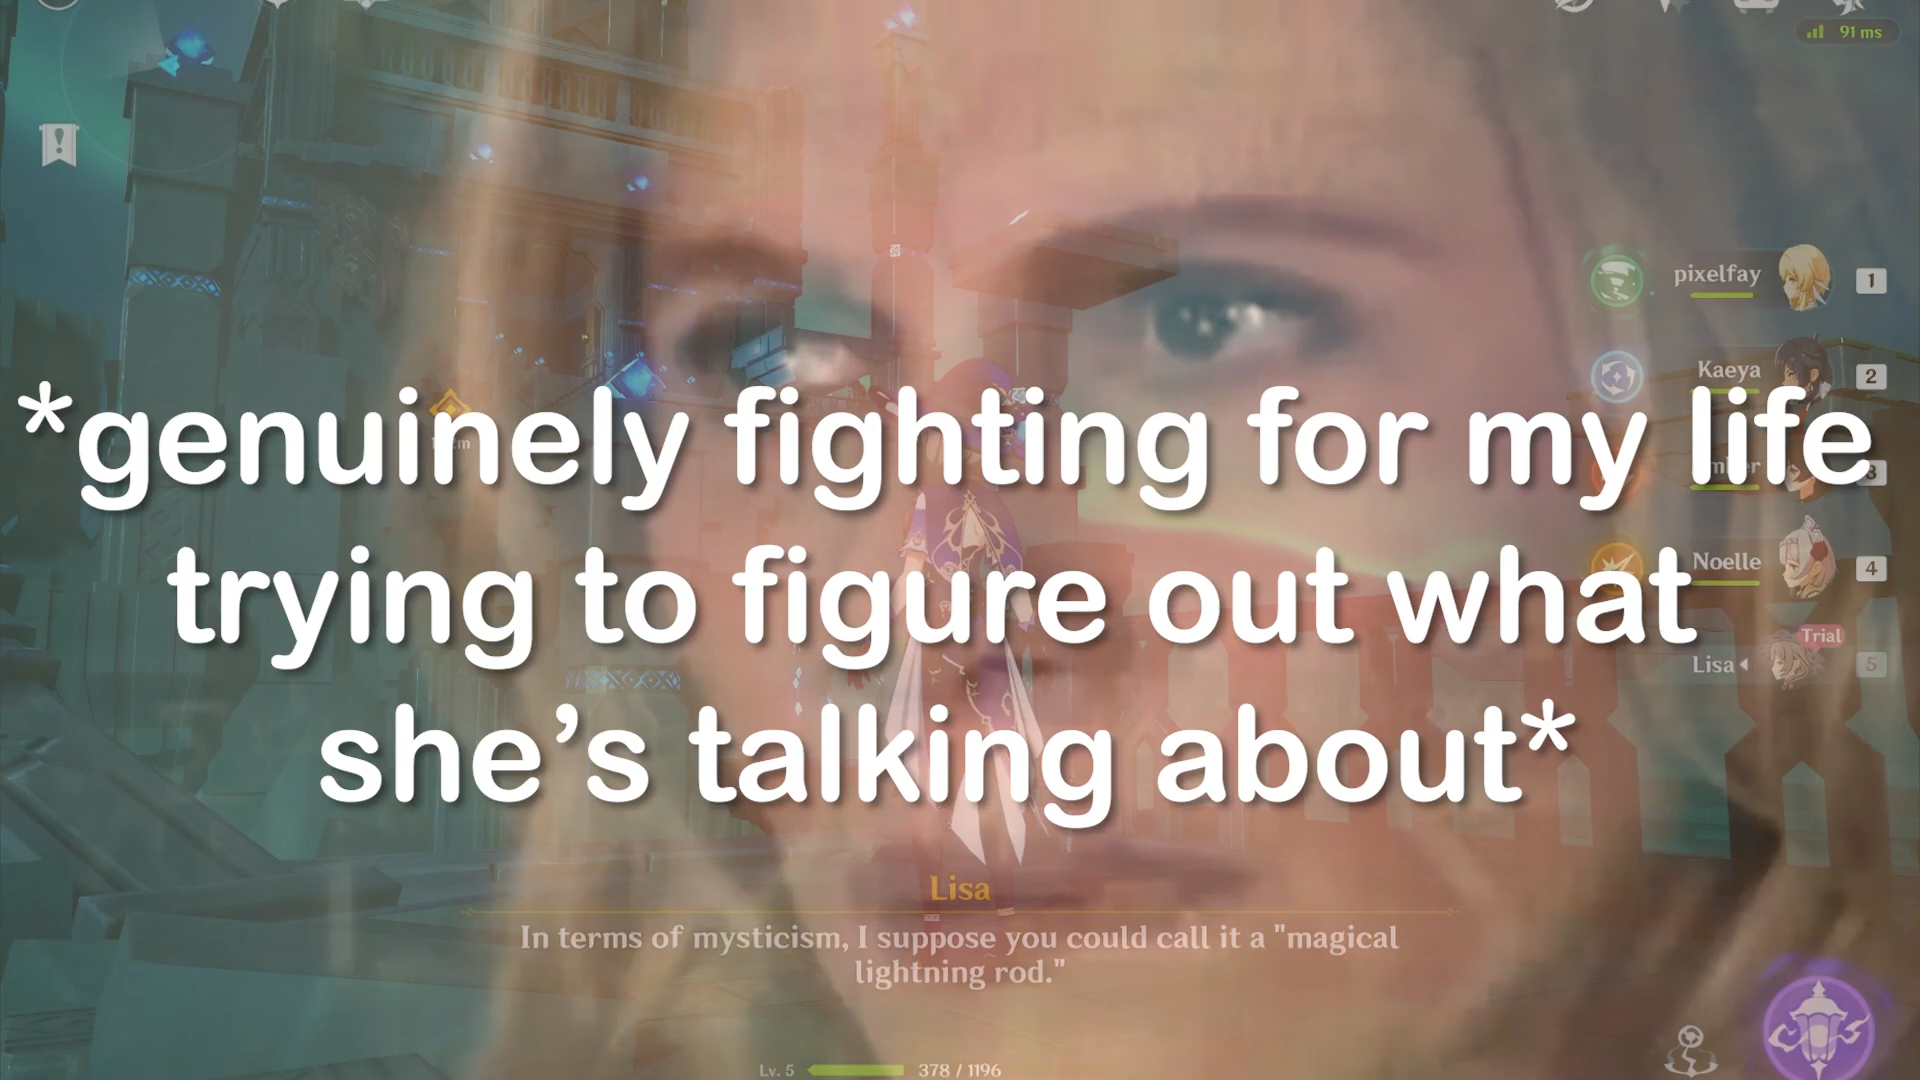 91 ms
pixelfay
1
Kaeya
2
*genuinely fighting for my life
3
trying to figure out what
Noelle
4
Trial
Lisa
5
she's talking about*
Lisa
In terms of mysticism, I suppose you could call it a "magical
lightning rod."
Lv. 5
378 / 1196